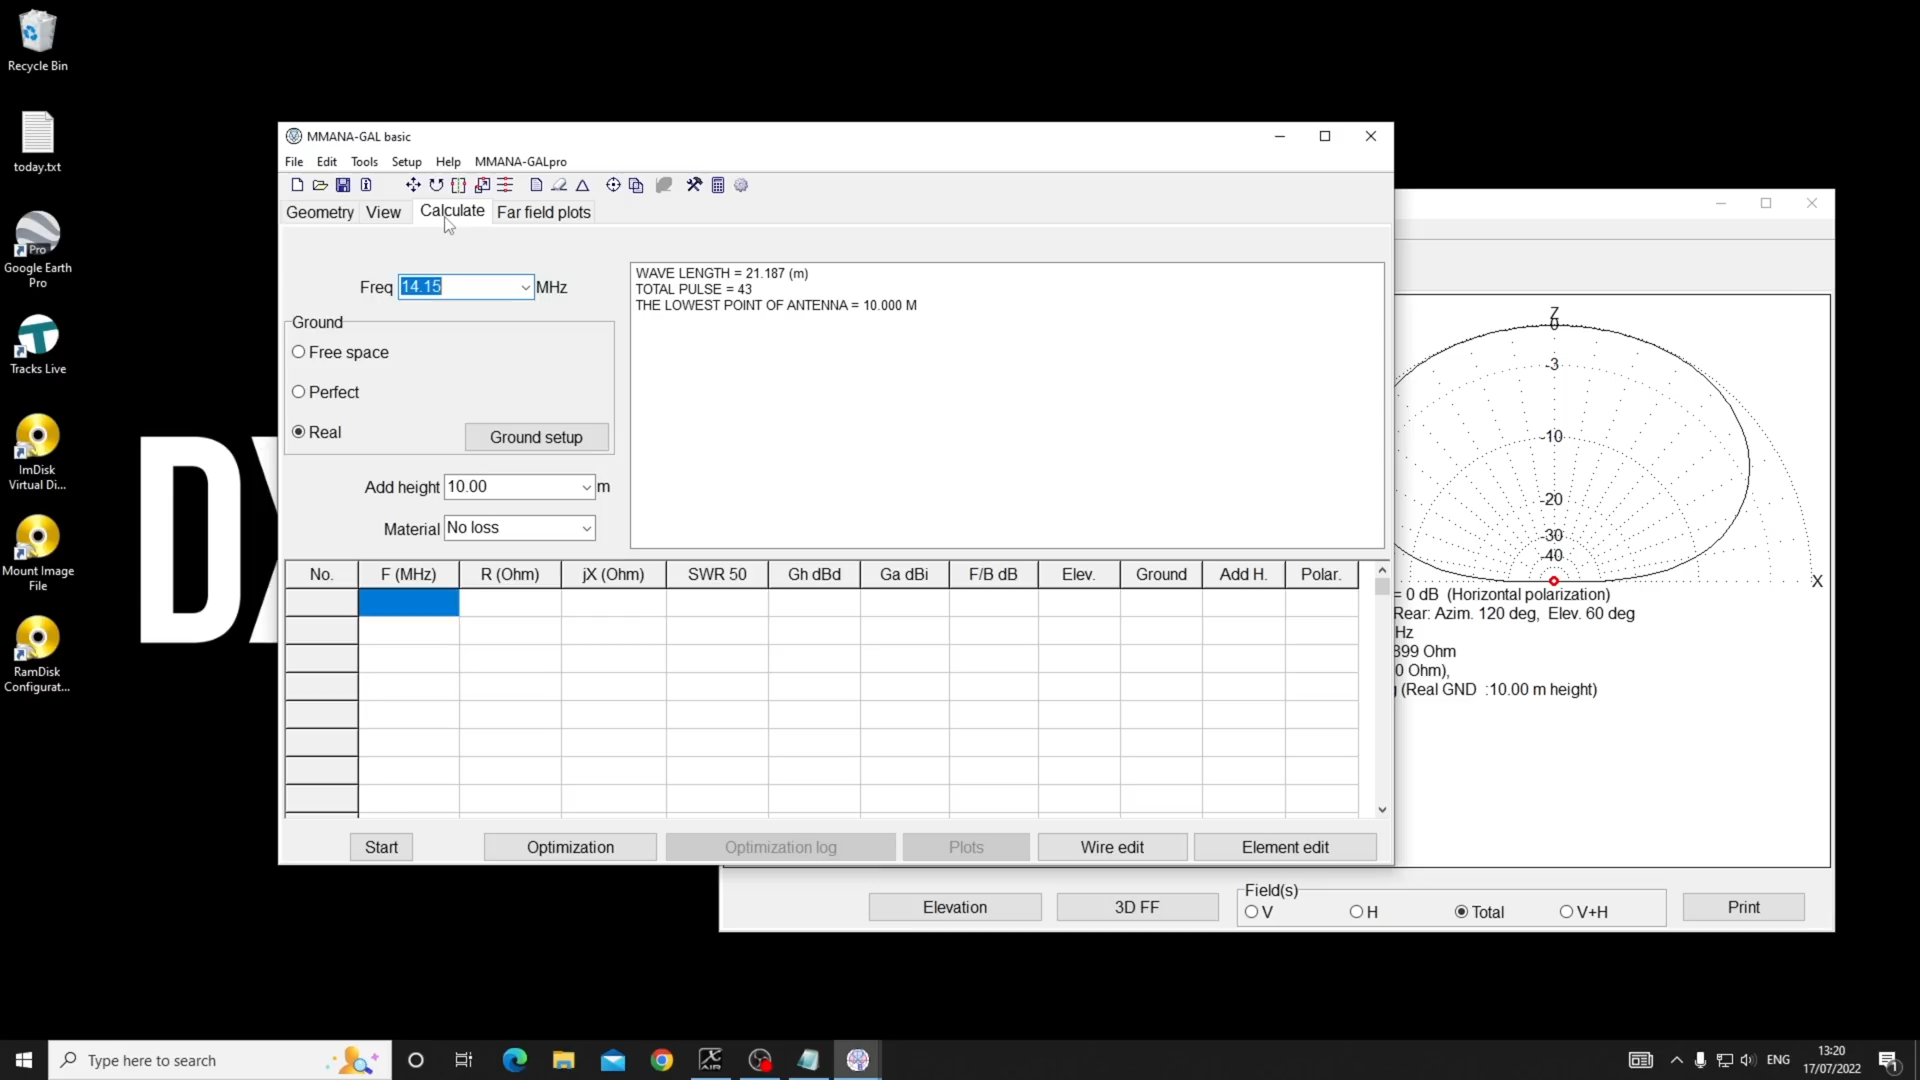 Recycle Bin
today.txt
Pro
Google Earth
Pro
Tracks Live
ImDisk
Virtual Di...
Mount Image
File
RamDisk
Configurat...
DX
MMANA-GAL basic
File Edit Tools Setup Help MMANA-GALpro
Geometry View Calculate Far field plots
Freq 14.15 MHz
Ground
Free space
Perfect
Real Ground setup
Add height 10.00 m
Material No loss
WAVE LENGTH = 21.187 (m)
TOTAL PULSE = 43
THE LOWEST POINT OF ANTENNA = 10.000 M
No. F (MHz) R (Ohm) jX (Ohm) SWR 50 Gh dBd Ga dBi F/B dB Elev. Ground Add H. Polar.
Start Optimization Optimization log Plots Wire edit Element edit
Z
0
-3
-10
-20
-30
-40
X
= 0 dB (Horizontal polarization)
Rear: Azim. 120 deg, Elev. 60 deg
Hz
899 Ohm
0 Ohm),
(Real GND :10.00 m height)
Elevation 3D FF
Field(s)
V H Total V+H
Print
Type here to search
X
AIR
ENG
13:20
17/07/2022
1